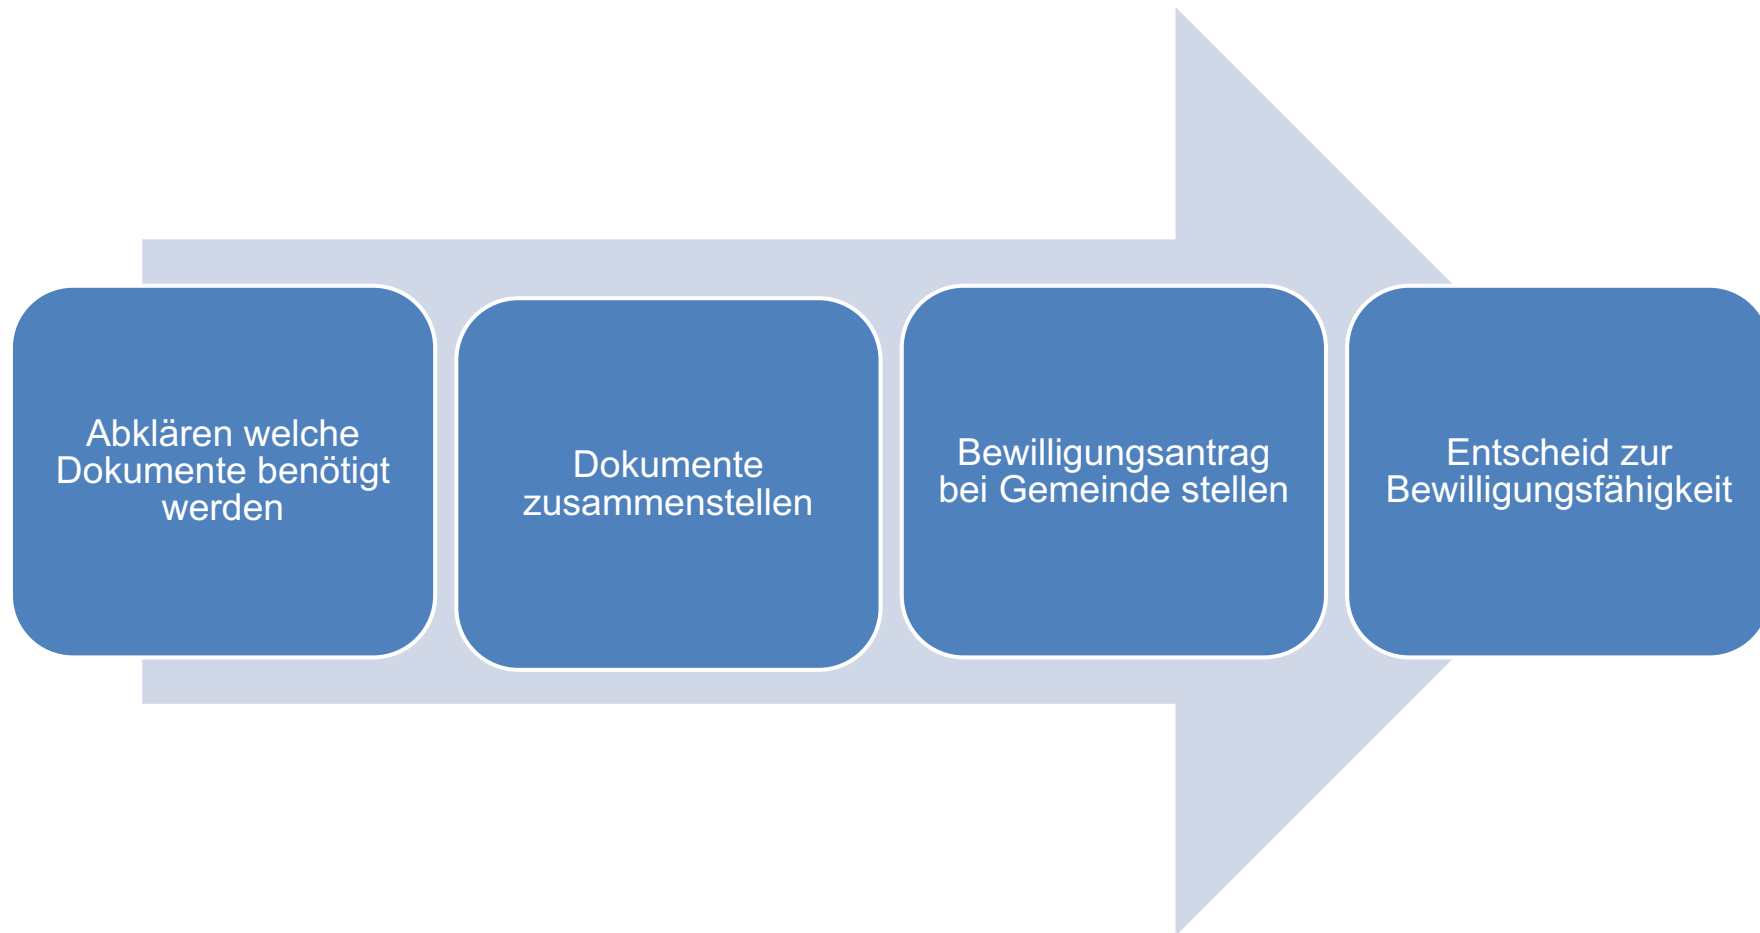 Abklären welche
Dokumente benötigt
werden
Dokumente
zusammenstellen
Bewilligungsantrag
bei Gemeinde stellen
Entscheid zur
Bewilligungsfähigkeit